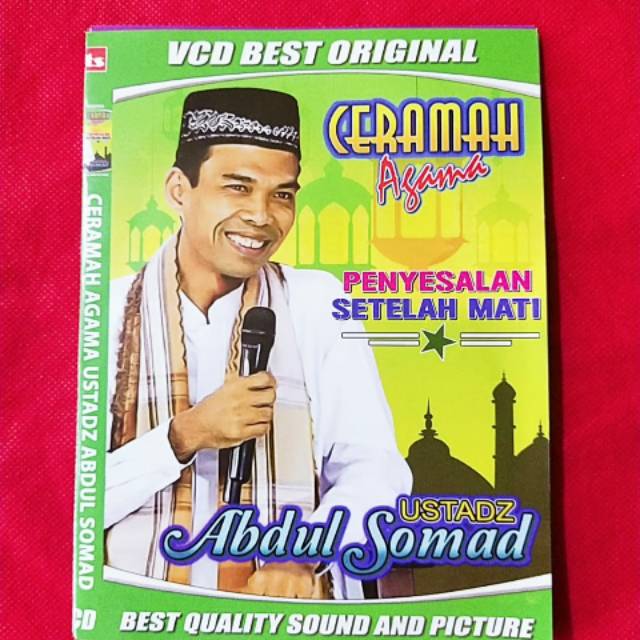 VCD BEST ORIGINAL
ts
CERAMAH
Agama
PENYESALAN
SETELAH MATI
USTADZ
Abdul Somad
BEST QUALITY SOUND AND PICTURE
CERAMAH AGAMA USTADZ ABDUL SOMAD